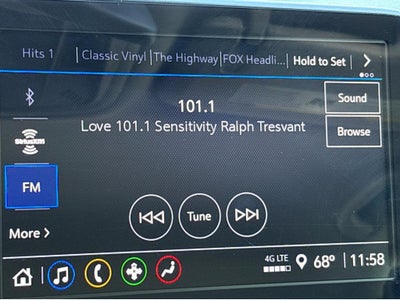 Hits 1 Classic Vinyl The Highway FOX Headli... Hold to Set
101.1
Love 101.1 Sensitivity Ralph Tresvant
Sound
Browse
SiriusXM
FM
More
Tune
4G LTE
68° 11:58